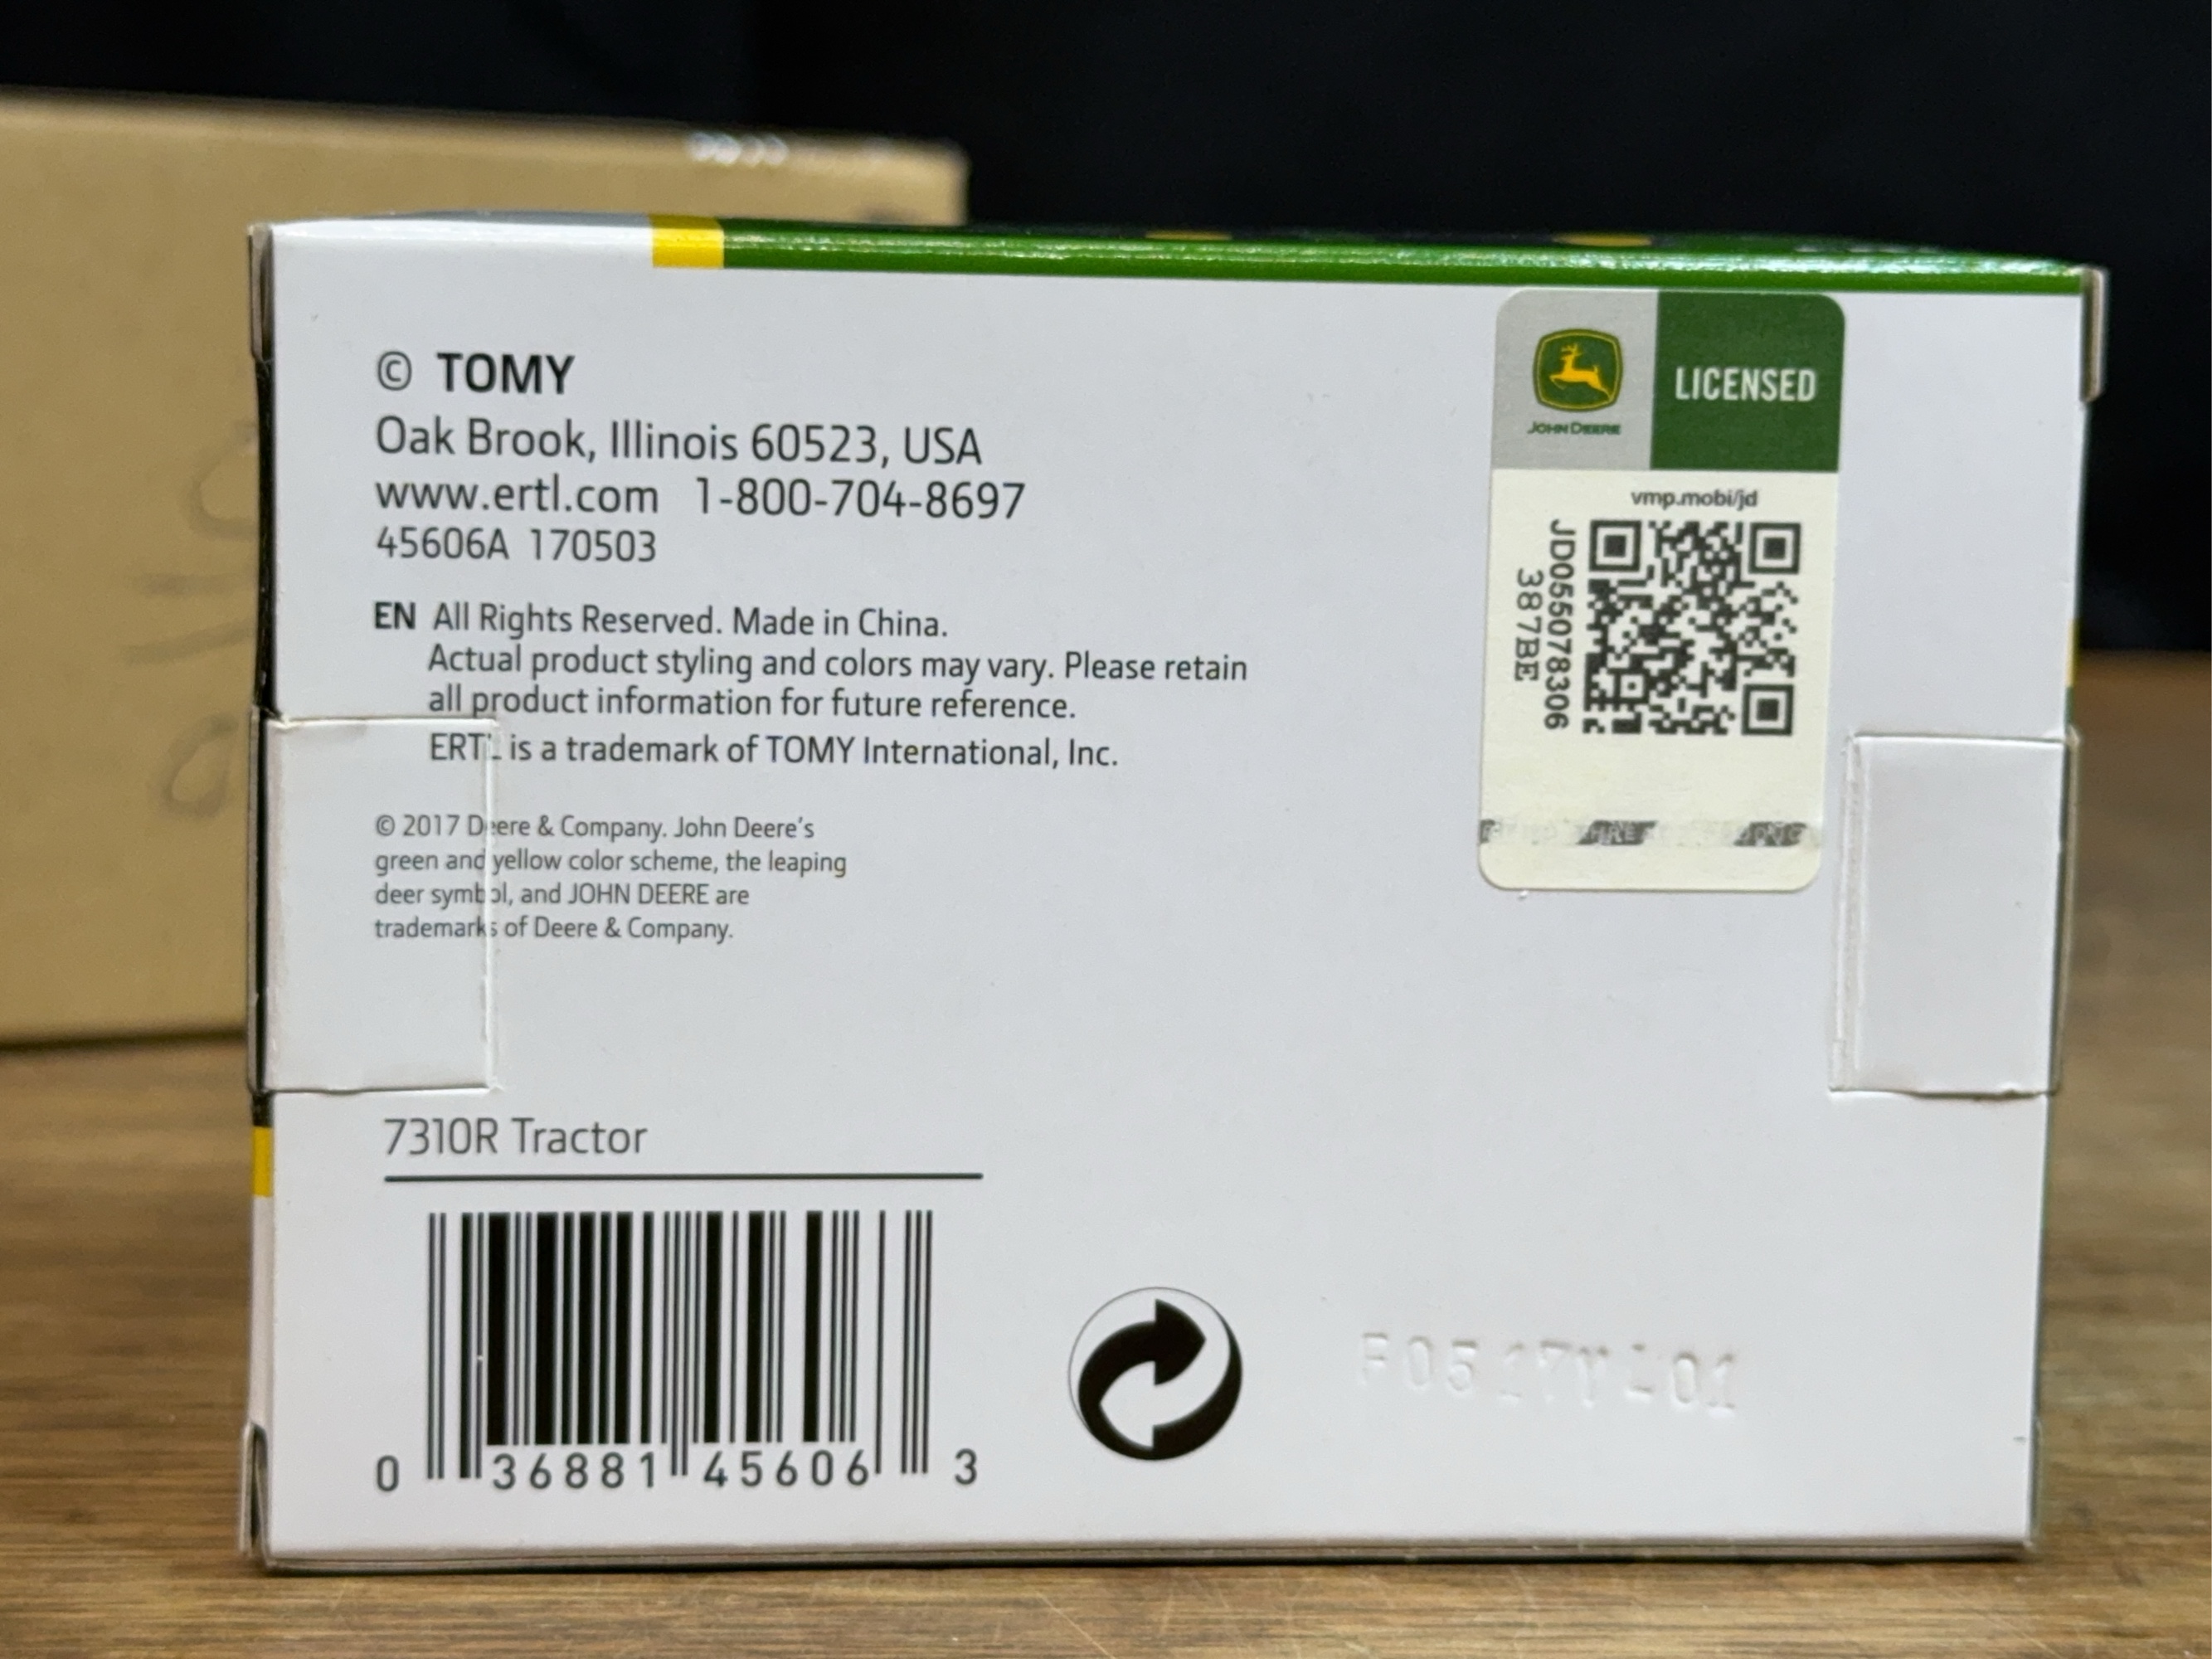 © TOMY
Oak Brook, Illinois 60523, USA
www.ertl.com 1-800-704-8697
45606A 170503
EN All Rights Reserved. Made in China.
Actual product styling and colors may vary. Please retain
all product information for future reference.
ERTL is a trademark of TOMY International, Inc.
© 2017 Deere & Company. John Deere's
green and yellow color scheme, the leaping
deer symbol, and JOHN DEERE are
trademarks of Deere & Company.
7310R Tractor
0 36881 45606 3
JOHN DEERE
LICENSED
vmp.mobi/jd
JD055078306
387BE
F0517Y-01